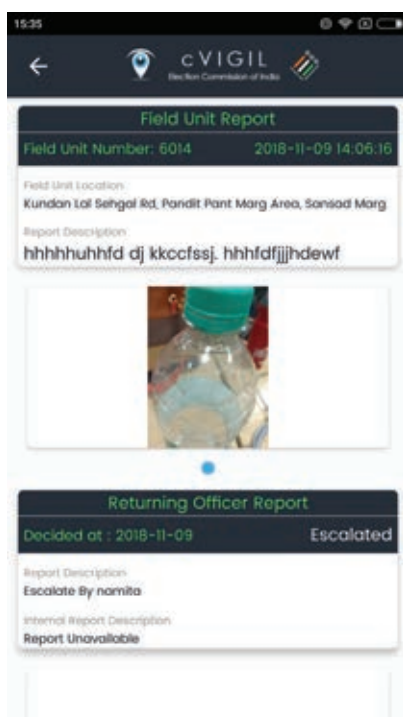 15:35
cVIGIL
Election Commission of India
Field Unit Report
Field Unit Number: 6014 2018-11-09 14:06:16
Field Unit Location
Kundan Lal Sehgal Rd, Pandit Pant Marg Area, Sansad Marg
Report Description
hhhhhuhhfd dj kkccfssj. hhhfdfjjjhdewf
Returning Officer Report
Decided at : 2018-11-09 Escalated
Report Description
Escalate By namita
Internal Report Description
Report Unavailable